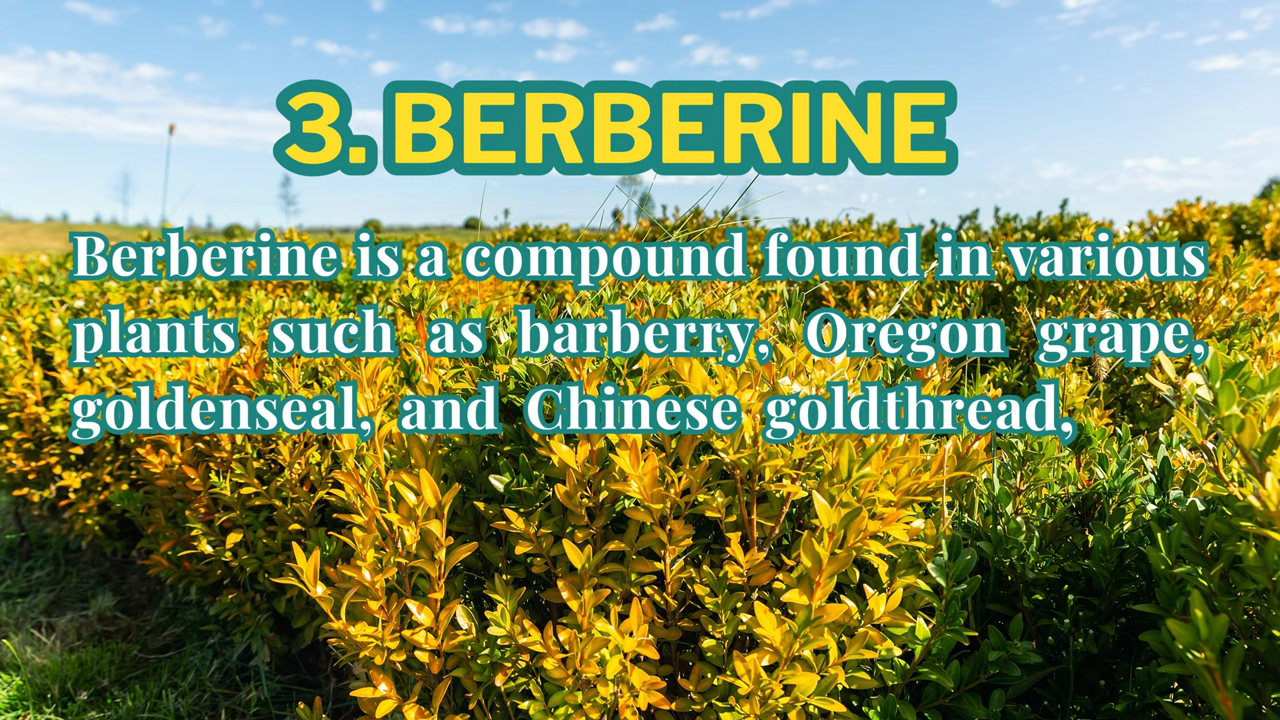 3. BERBERINE
Berberine is a compound found in various
plants such as barberry, Oregon grape,
goldenseal, and Chinese goldthread,